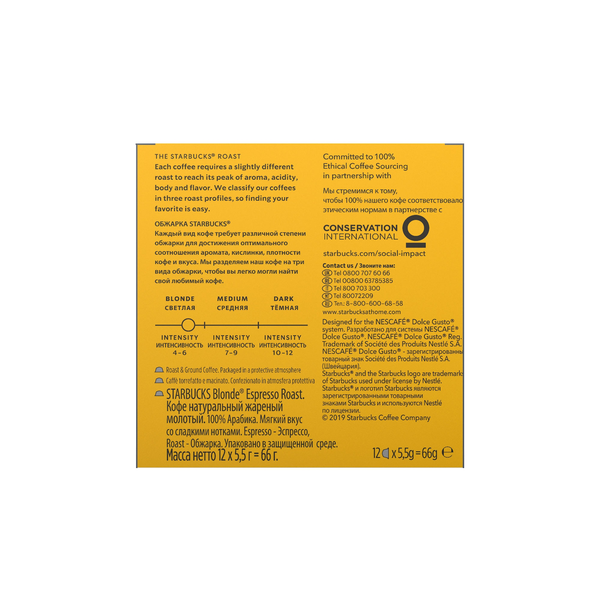 THE STARBUCKS® ROAST
Each coffee requires a slightly different
roast to reach its peak of aroma, acidity,
body and flavor. We classify our coffees
in three roast profiles, so finding your
favorite is easy.
ОБЖАРКА STARBUCKS®
Каждый вид кофе требует различной степени
обжарки для достижения оптимального
соотношения аромата, кислинки, плотности
кофе и вкуса. Мы разделяем наш кофе на три
вида обжарки, чтобы вы легко могли найти
свой любимый кофе.
BLONDE MEDIUM DARK
СВЕТЛАЯ СРЕДНЯЯ ТЁМНАЯ
INTENSITY INTENSITY INTENSITY
ИНТЕНСИВНОСТЬ ИНТЕНСИВНОСТЬ ИНТЕНСИВНОСТЬ
4–6 7–9 10–12
Roast & Ground Coffee. Packaged in a protective atmosphere
Caffè torrefatto e macinato. Confezionato in atmosfera protettiva
STARBUCKS Blonde® Espresso Roast.
Кофе натуральный жареный
молотый. 100% Арабика. Мягкий вкус
со сладкими нотками. Espresso - Эспрессо,
Roast - Обжарка. Упаковано в защищенной среде.
Масса нетто 12 x 5,5 г = 66 г.
Committed to 100%
Ethical Coffee Sourcing
in partnership with
Мы стремимся к тому,
чтобы 100% нашего кофе соответствовало
этическим нормам в партнерстве с
CONSERVATION
INTERNATIONAL
starbucks.com/social-impact
Contact us / Звоните нам:
Tel 0800 707 60 66
Tel 00800 63785385
Tel 800 703 300
Tel 80072209
Тел.: 8–800–600–68–58
www.starbucksathome.com
Designed for the NESCAFÉ® Dolce Gusto®
system. Разработано для системы NESCAFÉ®
Dolce Gusto®. NESCAFÉ® Dolce Gusto® Reg.
Trademark of Société des Produits Nestlé S.A.
NESCAFÉ® Dolce Gusto® - зарегистрированный
товарный знак Société des Produits Nestlé S.A.
(Швейцария).
Starbucks® and the Starbucks logo are trademarks
of Starbucks used under license by Nestlé.
Starbucks® и логотип Starbucks являются
зарегистрированными товарными
знаками Starbucks и используются Nestlé
по лицензии.
© 2019 Starbucks Coffee Company
12 x 5,5g = 66g ℮